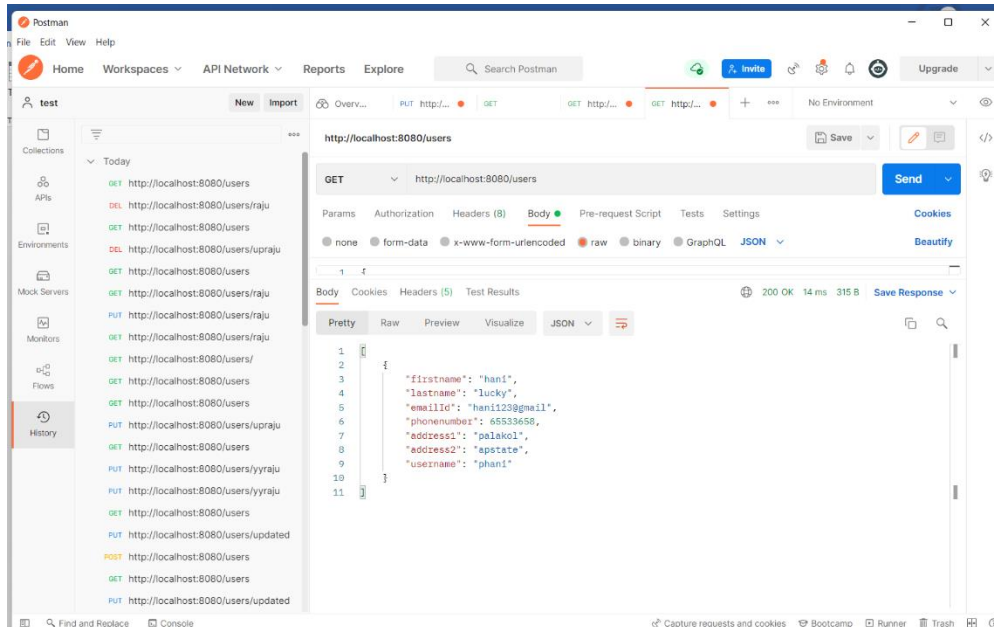 Postman
File Edit View Help
Home Workspaces API Network Reports Explore Search Postman Invite Upgrade
test New Import
Overv... PUT http:/... GET GET http:/... GET http:/... No Environment
Collections
APIs
Environments
Mock Servers
Monitors
Flows
History
Today
GET http://localhost:8080/users
DEL http://localhost:8080/users/raju
GET http://localhost:8080/users
DEL http://localhost:8080/users/upraju
GET http://localhost:8080/users
GET http://localhost:8080/users/raju
PUT http://localhost:8080/users/raju
GET http://localhost:8080/users/raju
GET http://localhost:8080/users/
GET http://localhost:8080/users
GET http://localhost:8080/users
PUT http://localhost:8080/users/upraju
GET http://localhost:8080/users
PUT http://localhost:8080/users/yyraju
PUT http://localhost:8080/users/yyraju
GET http://localhost:8080/users
PUT http://localhost:8080/users/updated
POST http://localhost:8080/users
GET http://localhost:8080/users
PUT http://localhost:8080/users/updated
http://localhost:8080/users Save
GET http://localhost:8080/users Send
Params Authorization Headers (8) Body Pre-request Script Tests Settings Cookies
none form-data x-www-form-urlencoded raw binary GraphQL JSON Beautify
1 {
Body Cookies Headers (5) Test Results 200 OK 14 ms 315 B Save Response
Pretty Raw Preview Visualize JSON
1 [
2 {
3 "firstname": "hani",
4 "lastname": "lucky",
5 "emailId": "hani123@gmail",
6 "phonenumber": 65533658,
7 "address1": "palakol",
8 "address2": "apstate",
9 "username": "phani"
10 }
11 ]
Find and Replace Console Capture requests and cookies Bootcamp Runner Trash